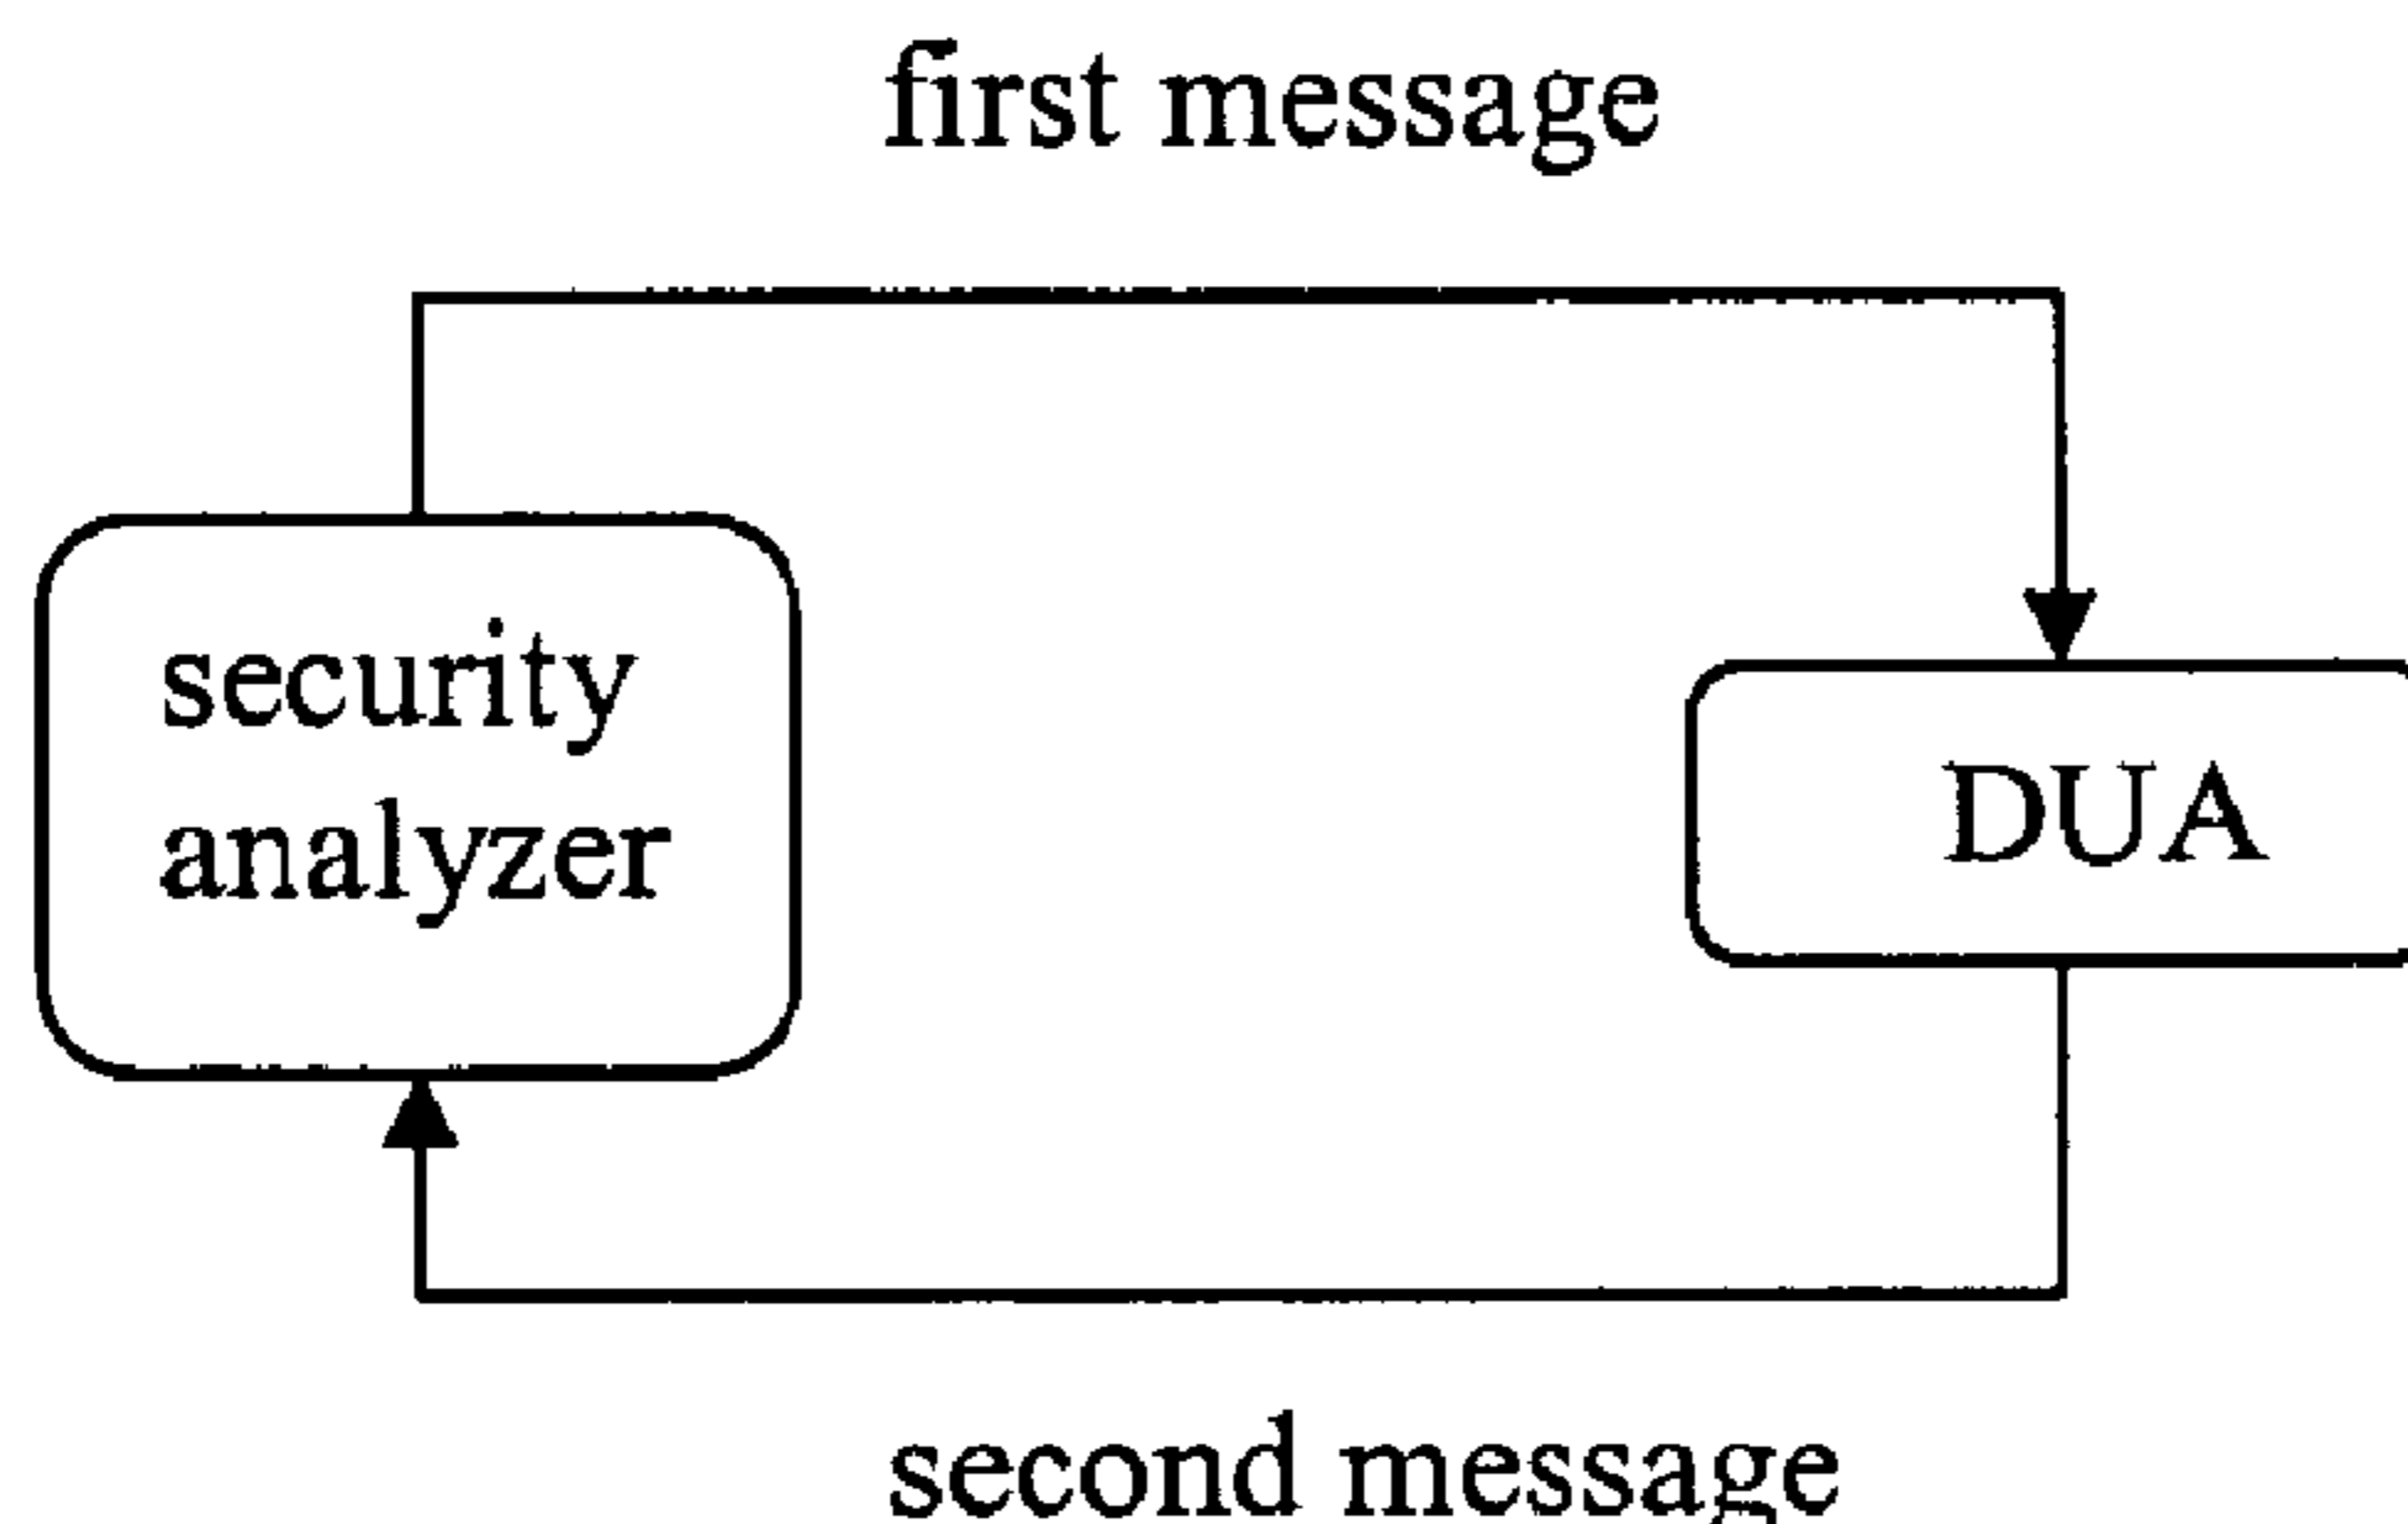 first message
security
analyzer
DUA
second message